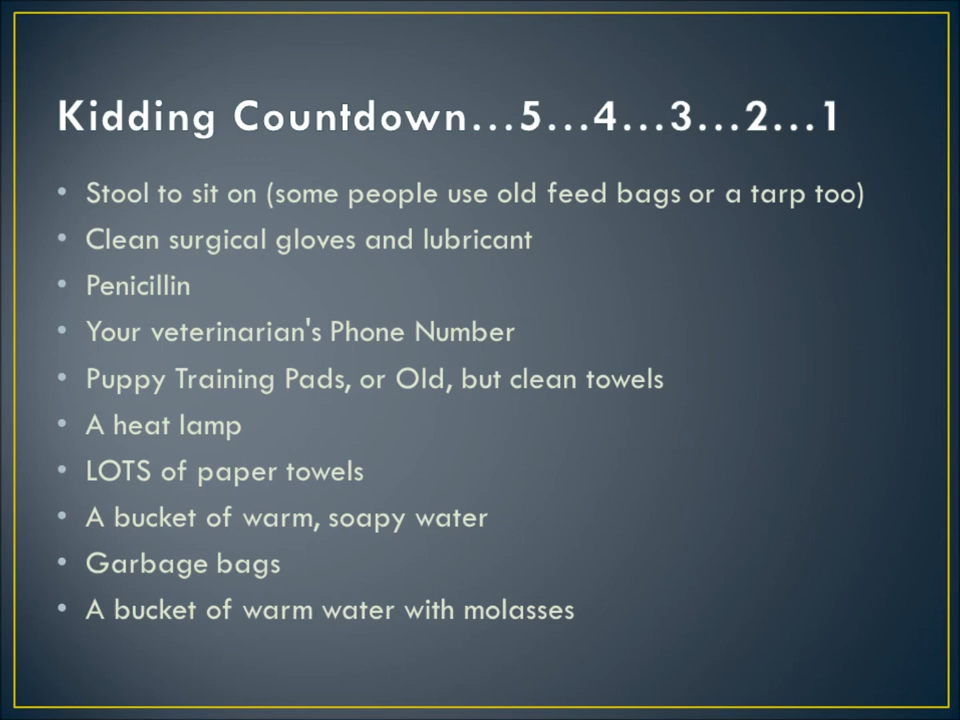 Kidding Countdown...5...4...3...2...1
• Stool to sit on (some people use old feed bags or a tarp too)
• Clean surgical gloves and lubricant
• Penicillin
• Your veterinarian's Phone Number
• Puppy Training Pads, or Old, but clean towels
• A heat lamp
• LOTS of paper towels
• A bucket of warm, soapy water
• Garbage bags
• A bucket of warm water with molasses